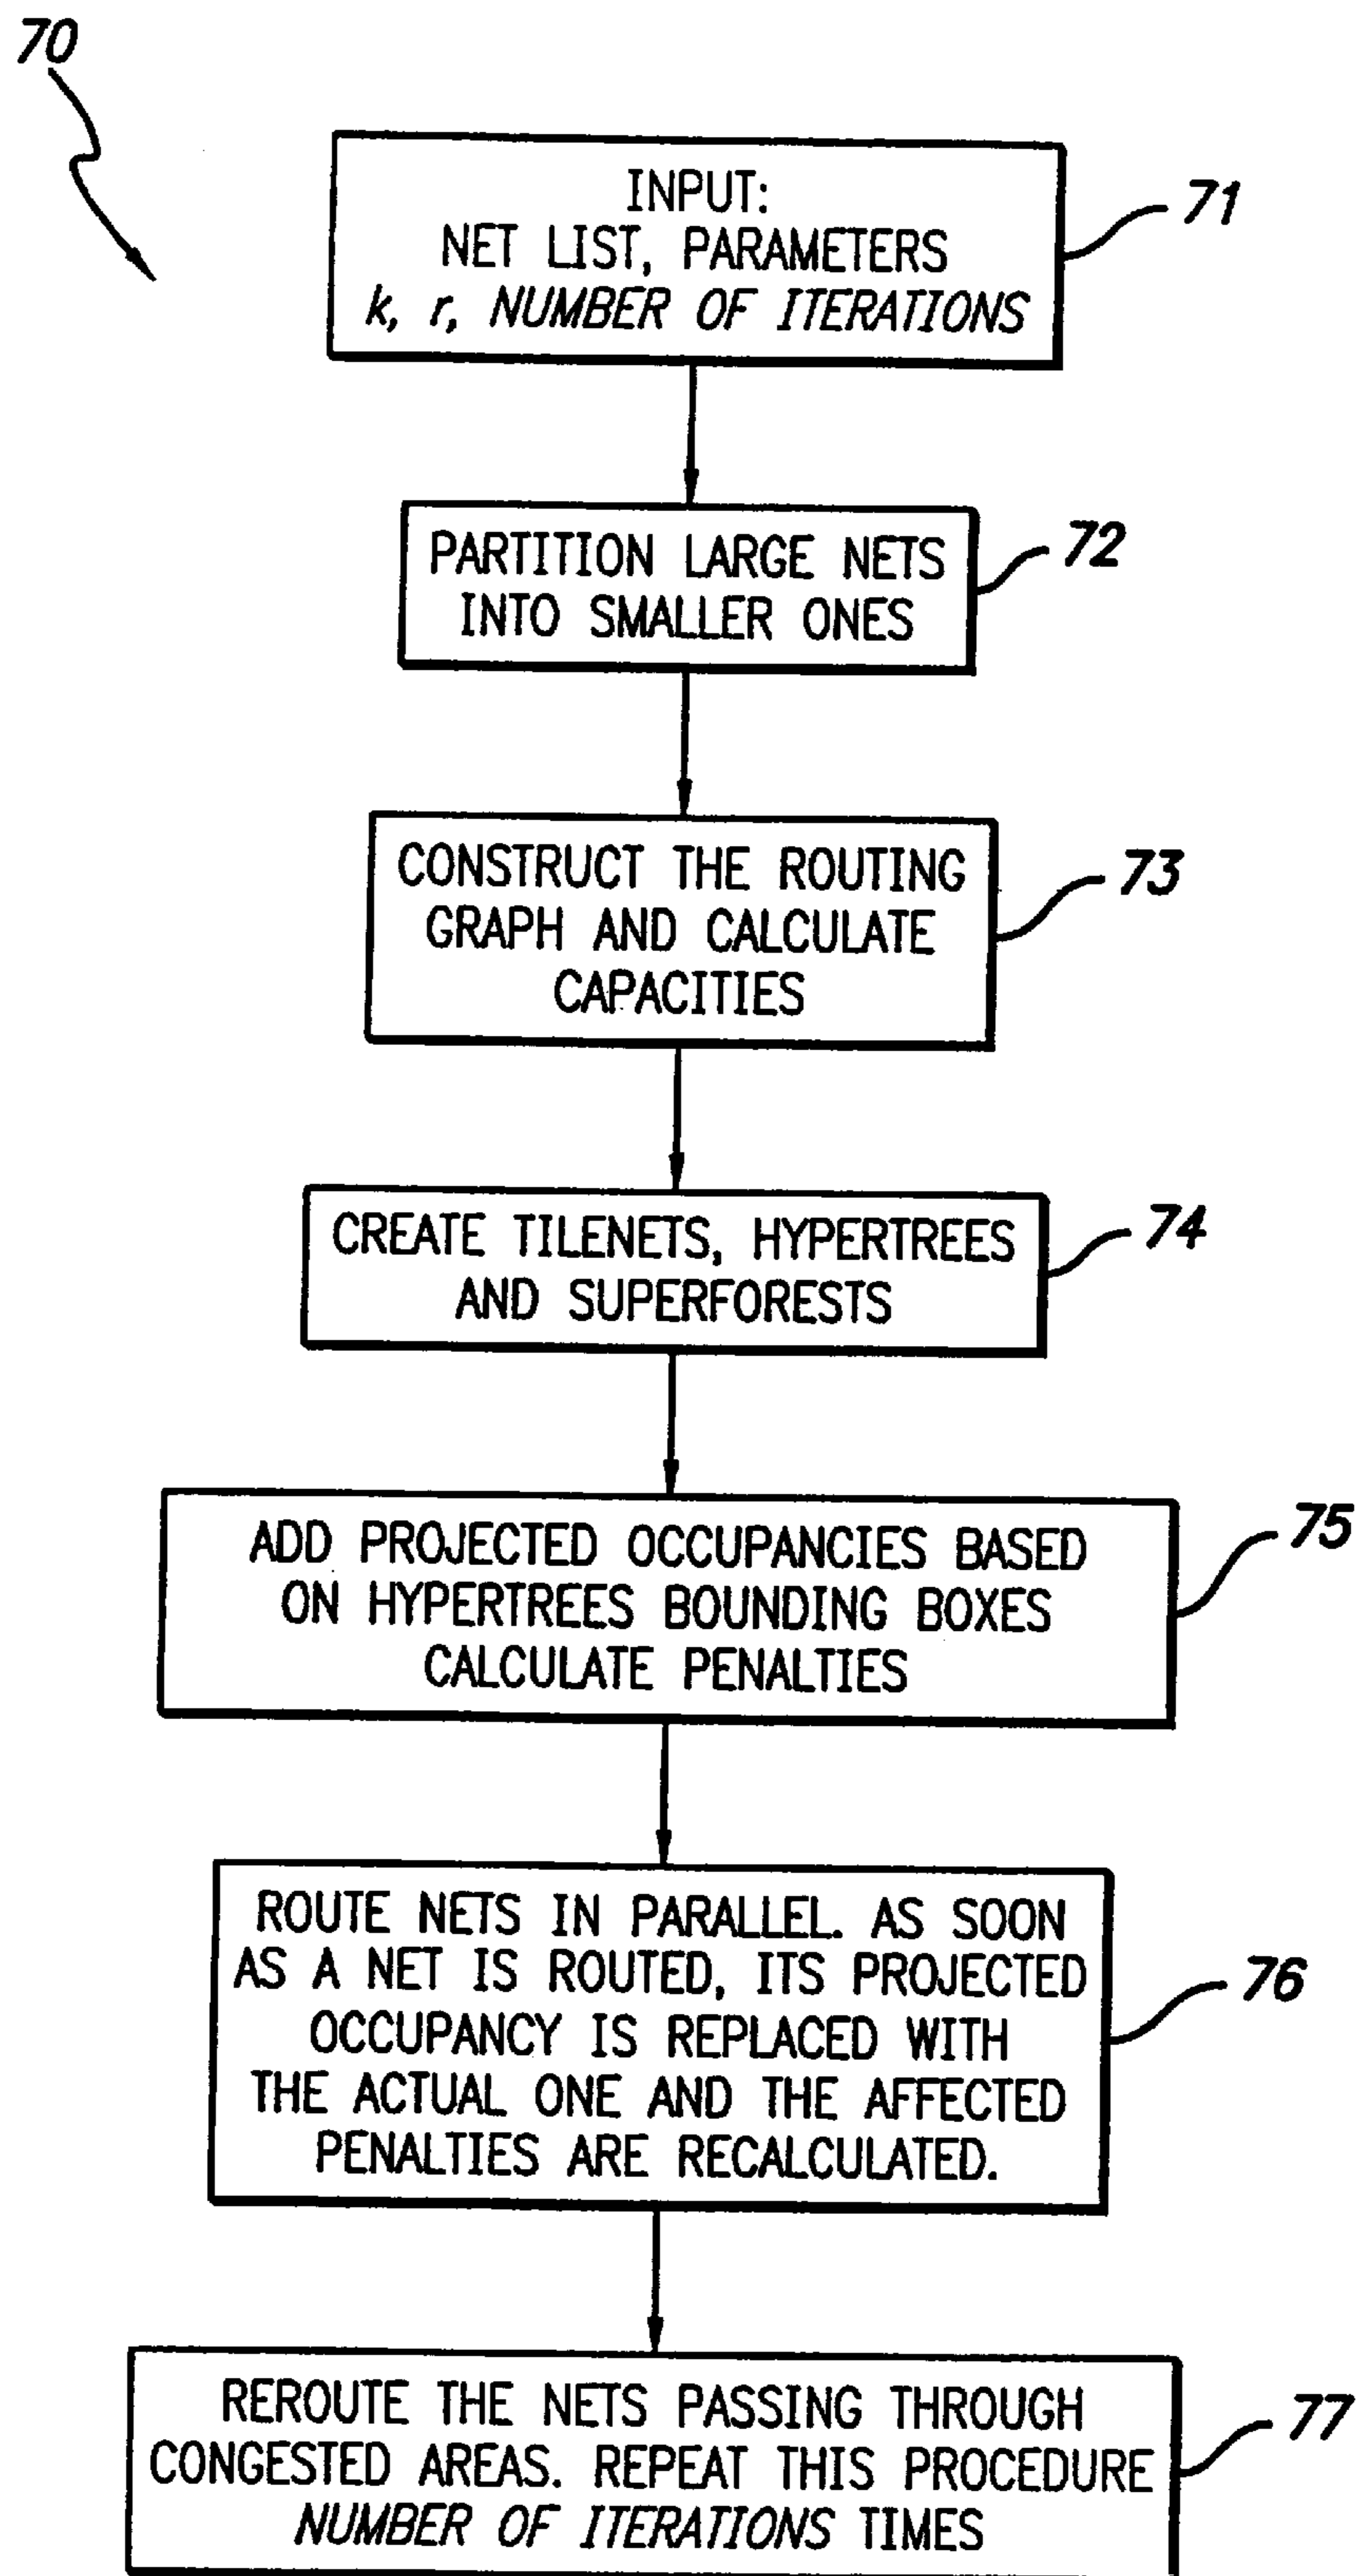 70
INPUT:
NET LIST, PARAMETERS
k, r, NUMBER OF ITERATIONS
71
PARTITION LARGE NETS
INTO SMALLER ONES
72
CONSTRUCT THE ROUTING
GRAPH AND CALCULATE
CAPACITIES
73
CREATE TILENETS, HYPERTREES
AND SUPERFORESTS
74
ADD PROJECTED OCCUPANCIES BASED
ON HYPERTREES BOUNDING BOXES
CALCULATE PENALTIES
75
ROUTE NETS IN PARALLEL. AS SOON
AS A NET IS ROUTED, ITS PROJECTED
OCCUPANCY IS REPLACED WITH
THE ACTUAL ONE AND THE AFFECTED
PENALTIES ARE RECALCULATED.
76
REROUTE THE NETS PASSING THROUGH
CONGESTED AREAS. REPEAT THIS PROCEDURE
NUMBER OF ITERATIONS TIMES
77